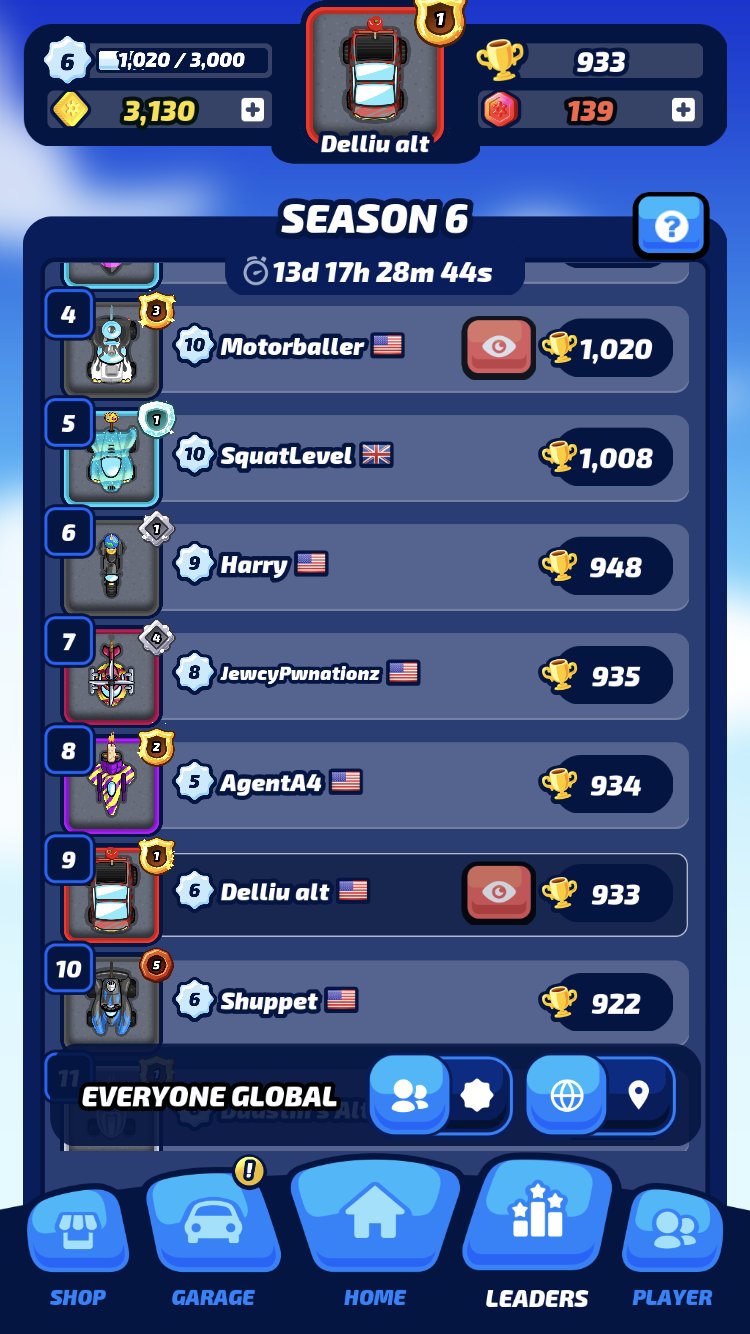 1
6 1,020 / 3,000
933
3,130 +
139 +
Delliu alt
SEASON 6
?
13d 17h 28m 44s
4 3 10 Motorballer 1,020
5 1 10 SquatLevel 1,008
6 1 9 Harry 948
7 4 8 JewcyPwnationz 935
8 2 5 AgentA4 934
9 1 6 Delliu alt 933
10 5 6 Shuppet 922
11 1
EVERYONE GLOBAL
!
SHOP GARAGE HOME LEADERS PLAYER